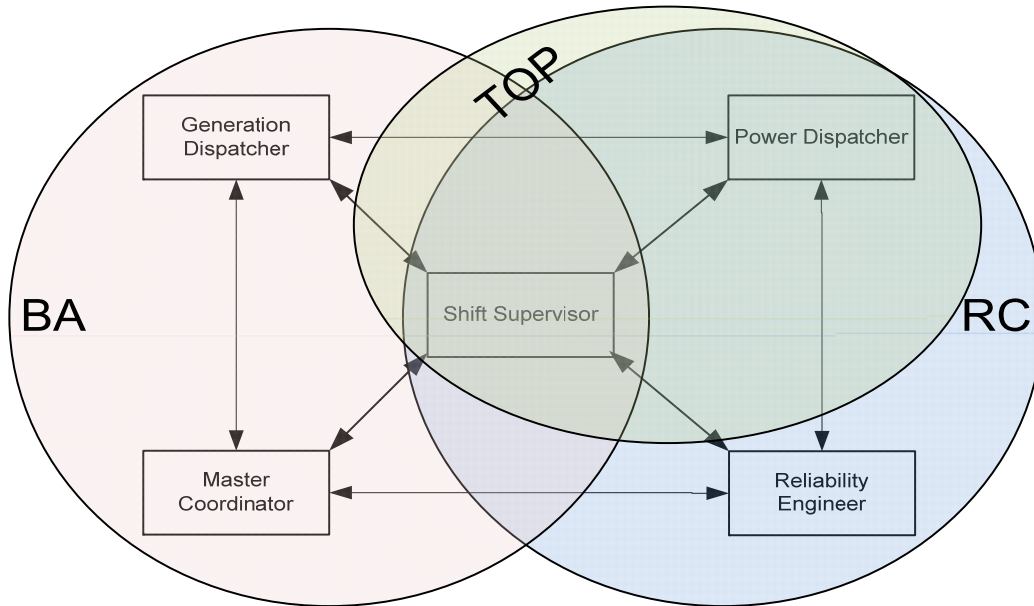 TOP
Generation
Dispatcher
Power Dispatcher
Shift Supervisor
BA
RC
Master
Coordinator
Reliability
Engineer